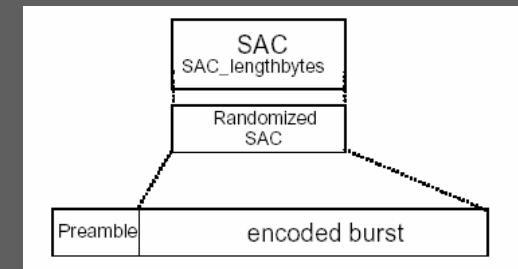 SAC
SAC_lengthbytes
Randomized
SAC
Preamble
encoded burst